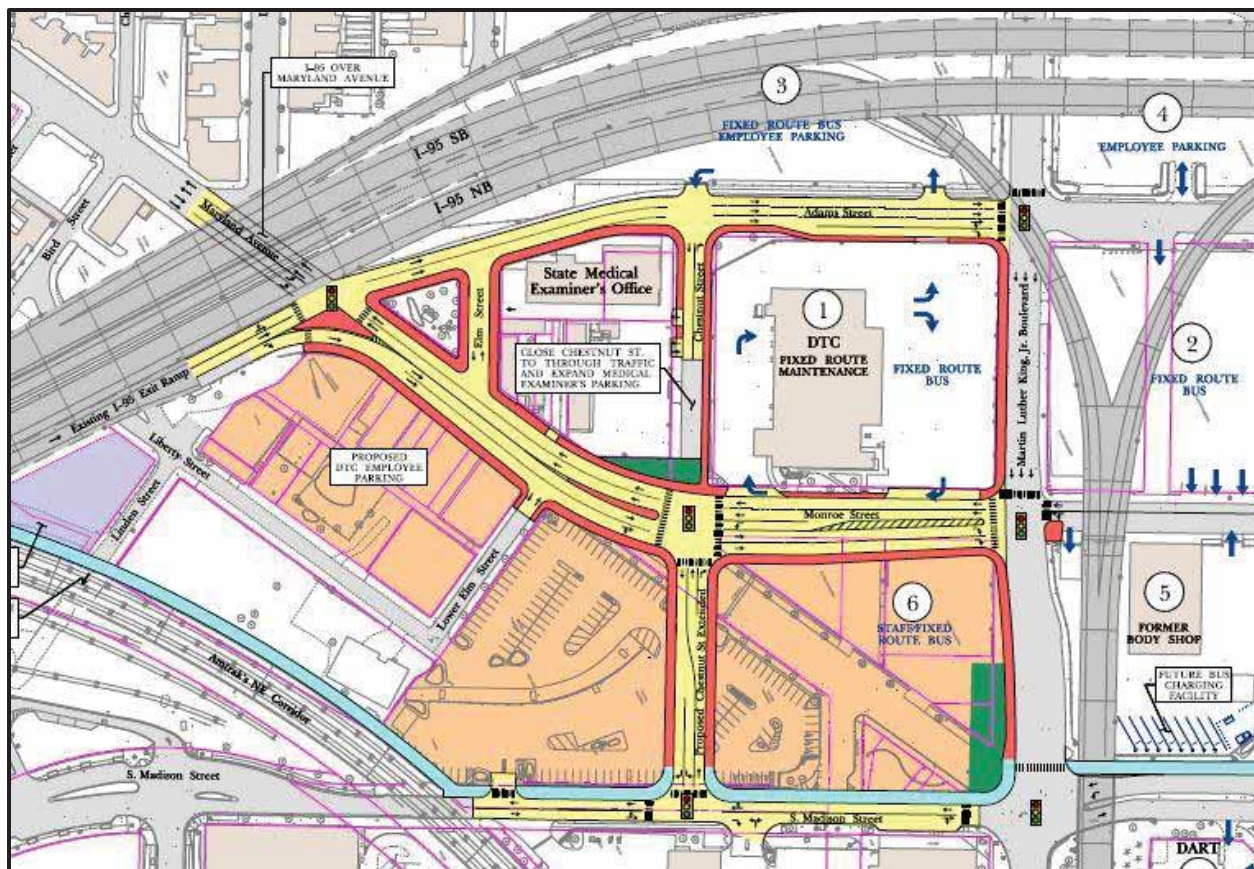 I-95 OVER
MARYLAND AVENUE
I-95 SB
I-95 NB
3
FIXED ROUTE BUS
EMPLOYEE PARKING
4
EMPLOYEE PARKING
Bird Street
Maryland Avenue
Adams Street
State Medical
Examiner's Office
Elm Street
Chestnut Street
CLOSE CHESTNUT ST.
TO THROUGH TRAFFIC
AND EXPAND MEDICAL
EXAMINER'S PARKING
1
DTC
FIXED ROUTE
MAINTENANCE
FIXED ROUTE
BUS
Martin Luther King, Jr. Boulevard
2
FIXED ROUTE
BUS
Existing I-95 Exit Ramp
Liberty Street
Linden Street
PROPOSED
DTC EMPLOYEE
PARKING
Monroe Street
Lower Elm Street
Proposed Chestnut St Extended
6
STAFF/FIXED
ROUTE BUS
5
FORMER
BODY SHOP
FUTURE BUS
CHARGING
FACILITY
Amtrak's NE Corridor
S. Madison Street
S. Madison Street
DART